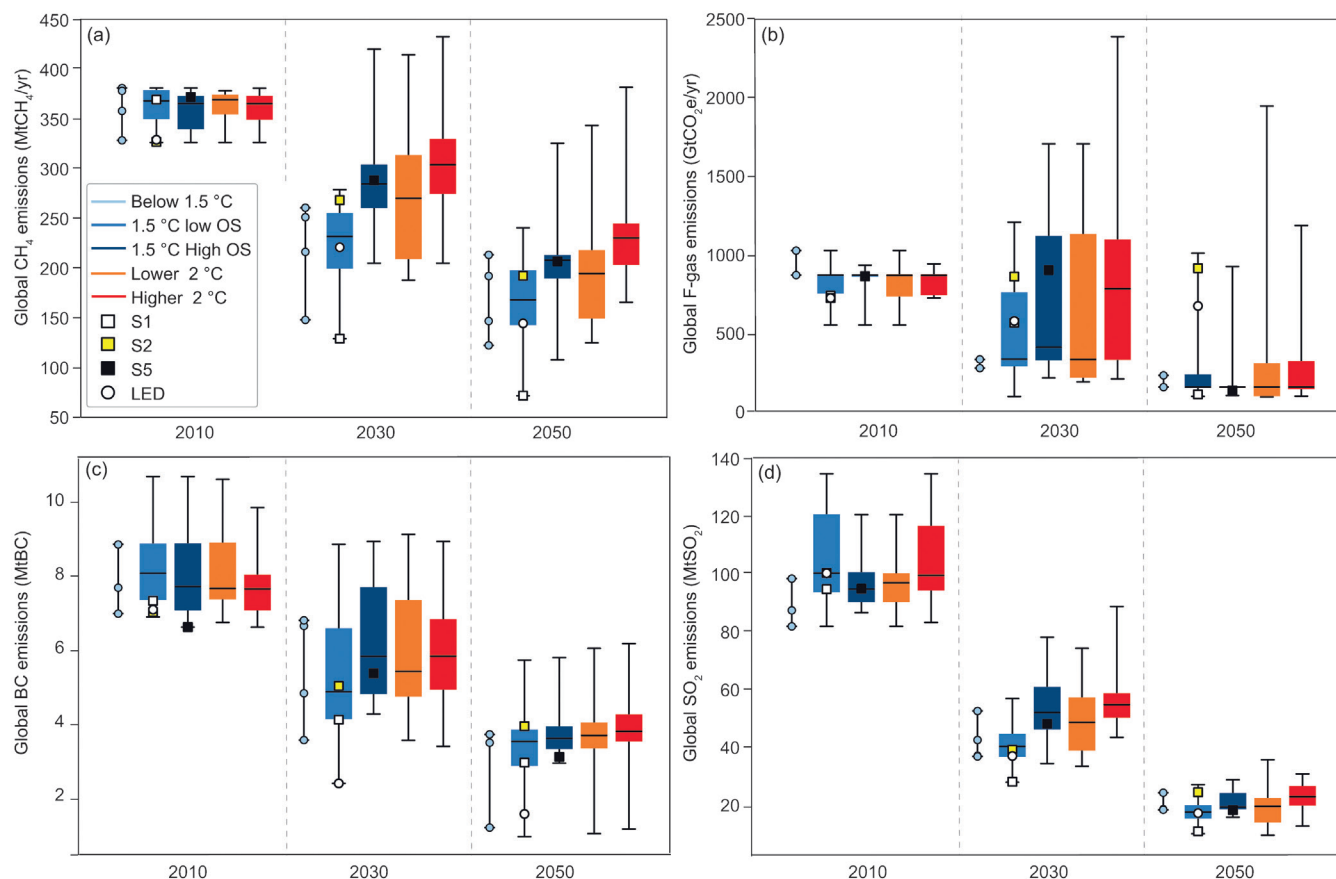 (a)
Global CH4 emissions (MtCH4/yr)
450
400
350
300
250
200
150
100
50
Below 1.5 °C
1.5 °C low OS
1.5 °C High OS
Lower 2 °C
Higher 2 °C
S1
S2
S5
LED
2010
2030
2050
(b)
Global F-gas emissions (GtCO2e/yr)
2500
2000
1500
1000
500
0
2010
2030
2050
(c)
Global BC emissions (MtBC)
10
8
6
4
2
2010
2030
2050
(d)
Global SO2 emissions (MtSO2)
140
120
100
80
60
40
20
2010
2030
2050